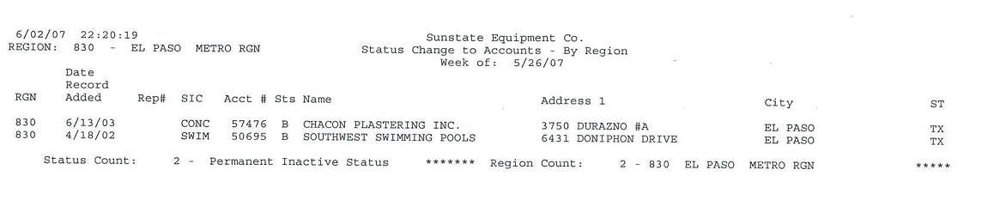 6/02/07 22:20:19 Sunstate Equipment Co.
REGION: 830 - EL PASO METRO RGN Status Change to Accounts - By Region
Week of: 5/26/07
Date
Record
RGN Added Rep# SIC Acct # Sts Name Address 1 City ST
830 6/13/03 CONC 57476 B CHACON PLASTERING INC. 3750 DURAZNO #A EL PASO TX
830 4/18/02 SWIM 50695 B SOUTHWEST SWIMMING POOLS 6431 DONIPHON DRIVE EL PASO TX
Status Count: 2 - Permanent Inactive Status ******* Region Count: 2 - 830 EL PASO METRO RGN *****